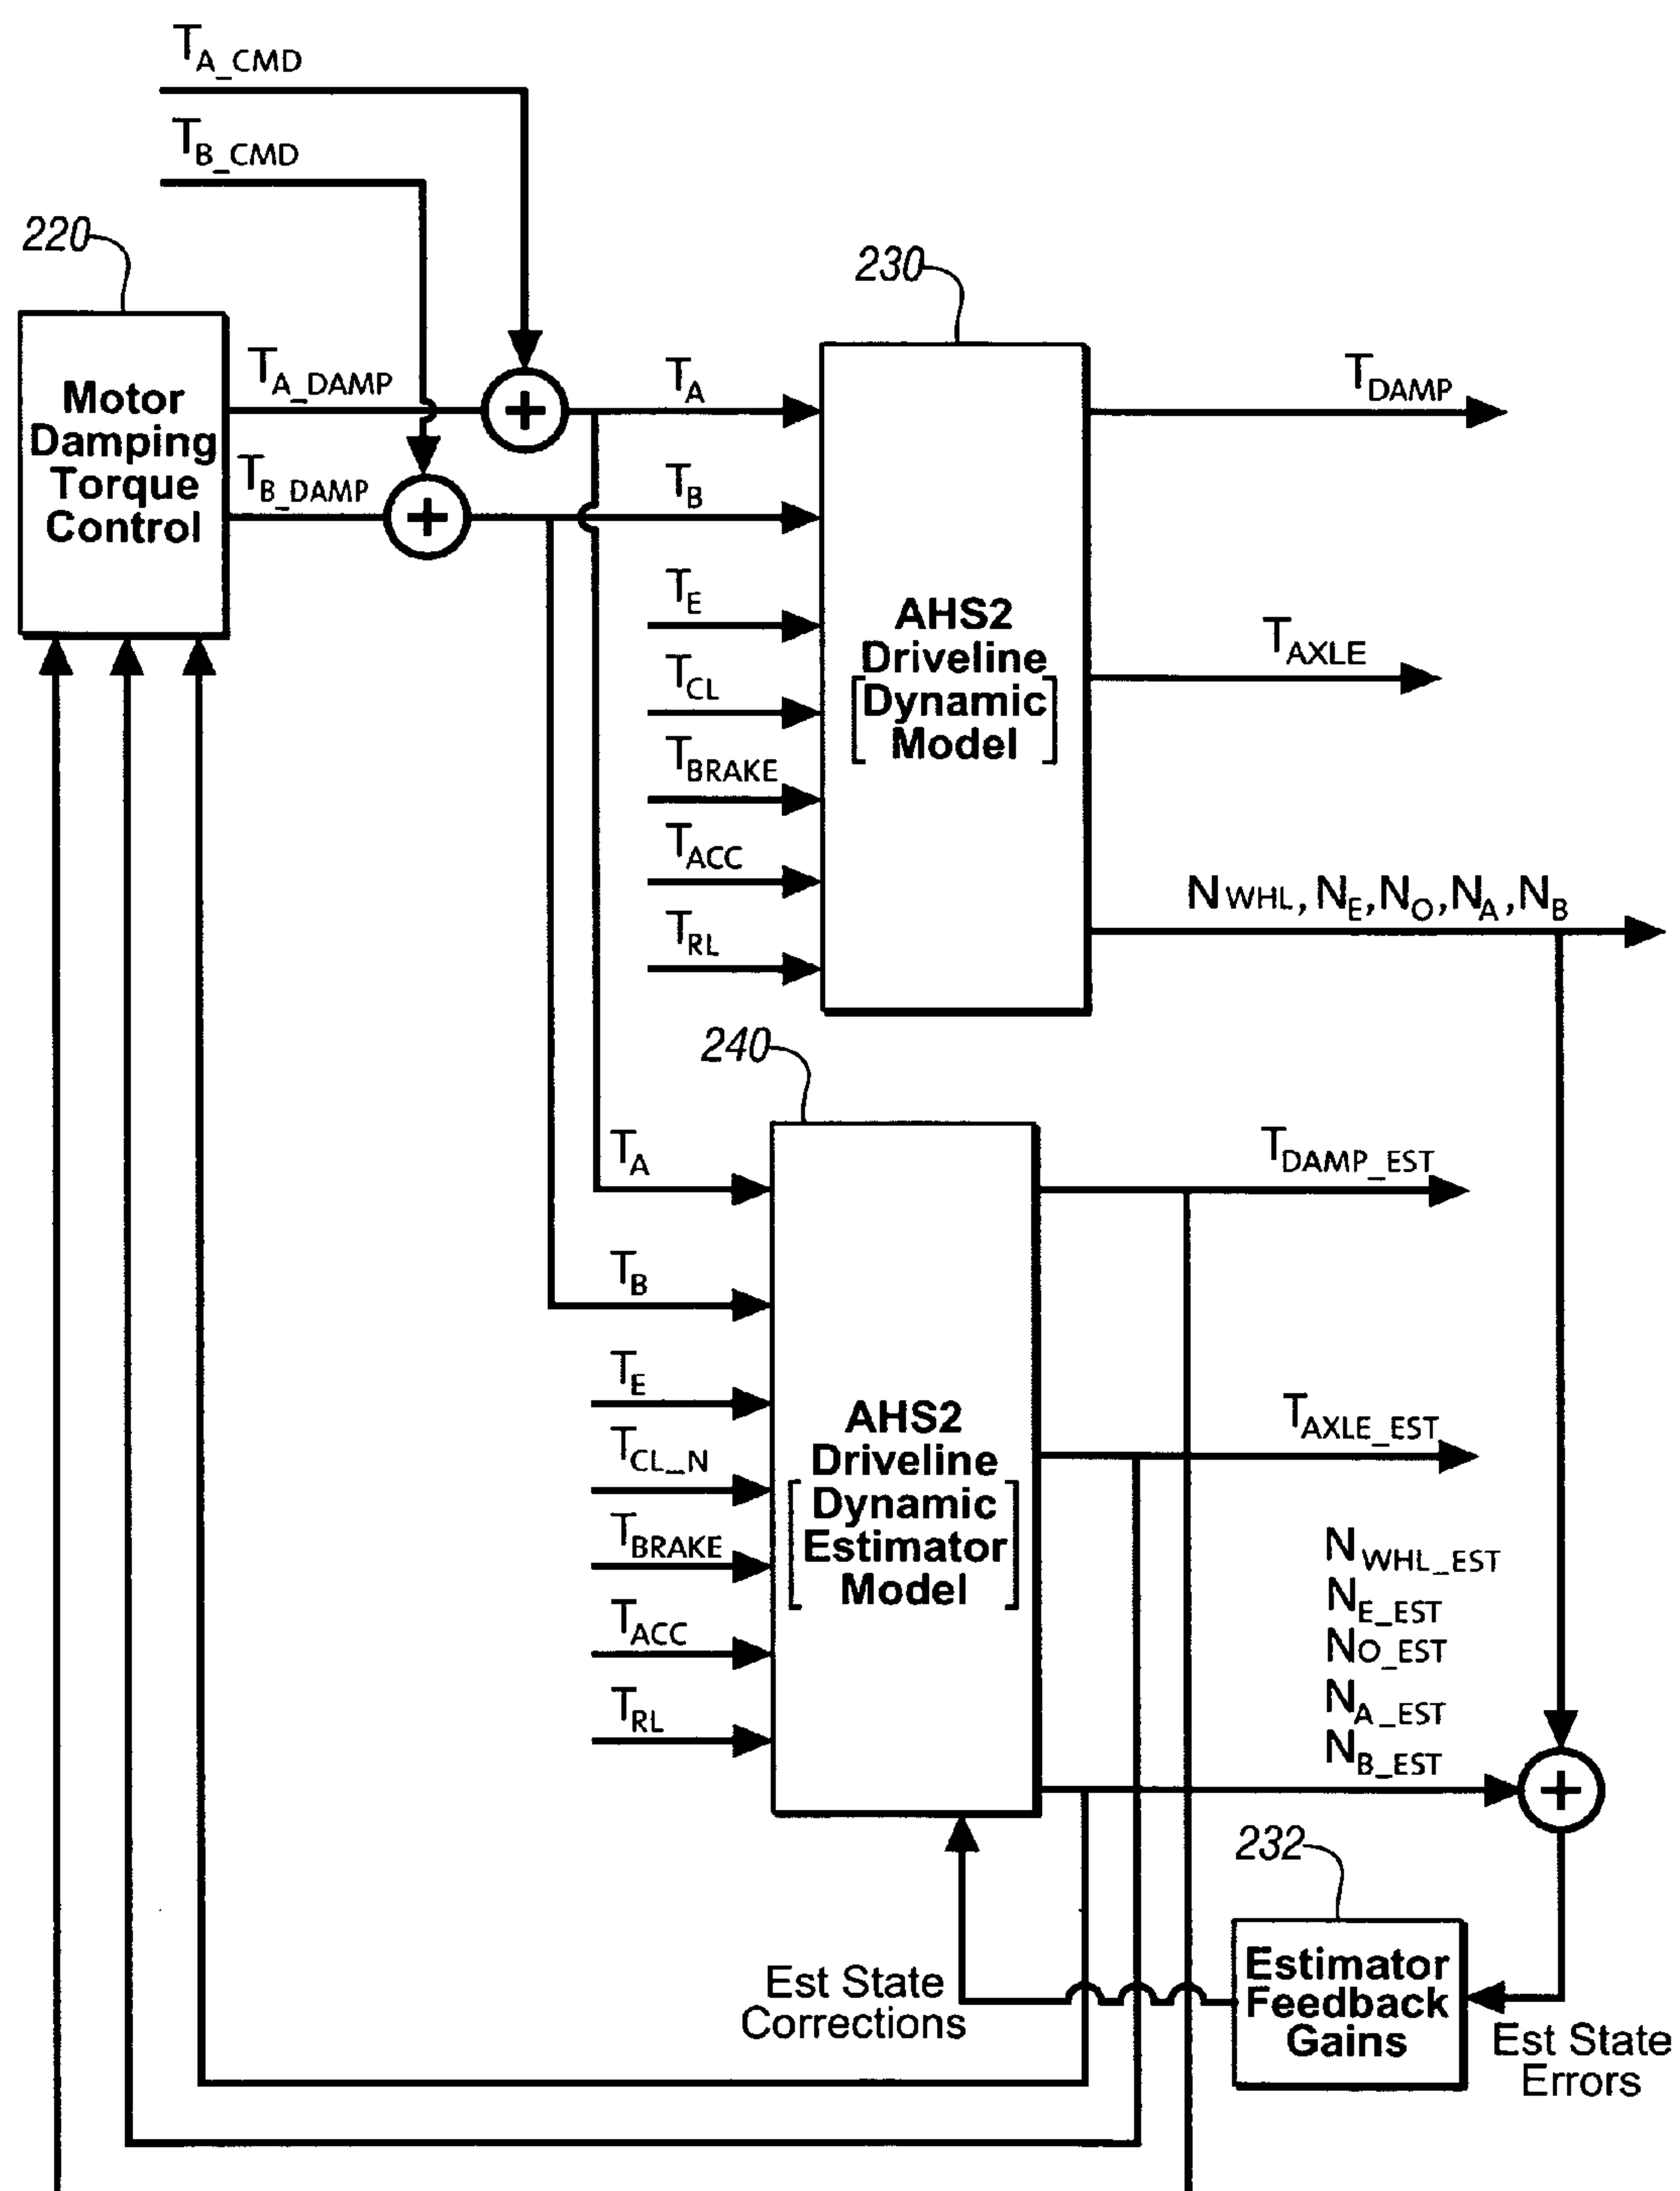 T_A_CMD
T_B_CMD
220
230
Motor
Damping
Torque
Control
T_A_DAMP
T_B_DAMP
+
+
T_A
T_B
T_E
T_CL
T_BRAKE
T_ACC
T_RL
AHS2
Driveline
Dynamic
Model
T_DAMP
T_AXLE
N_WHL, N_E, N_O, N_A, N_B
240
T_A
T_B
T_E
T_CL_N
T_BRAKE
T_ACC
T_RL
AHS2
Driveline
Dynamic
Estimator
Model
T_DAMP_EST
T_AXLE_EST
N_WHL_EST
N_E_EST
N_O_EST
N_A_EST
N_B_EST
+
232
Estimator
Feedback
Gains
Est State
Corrections
Est State
Errors